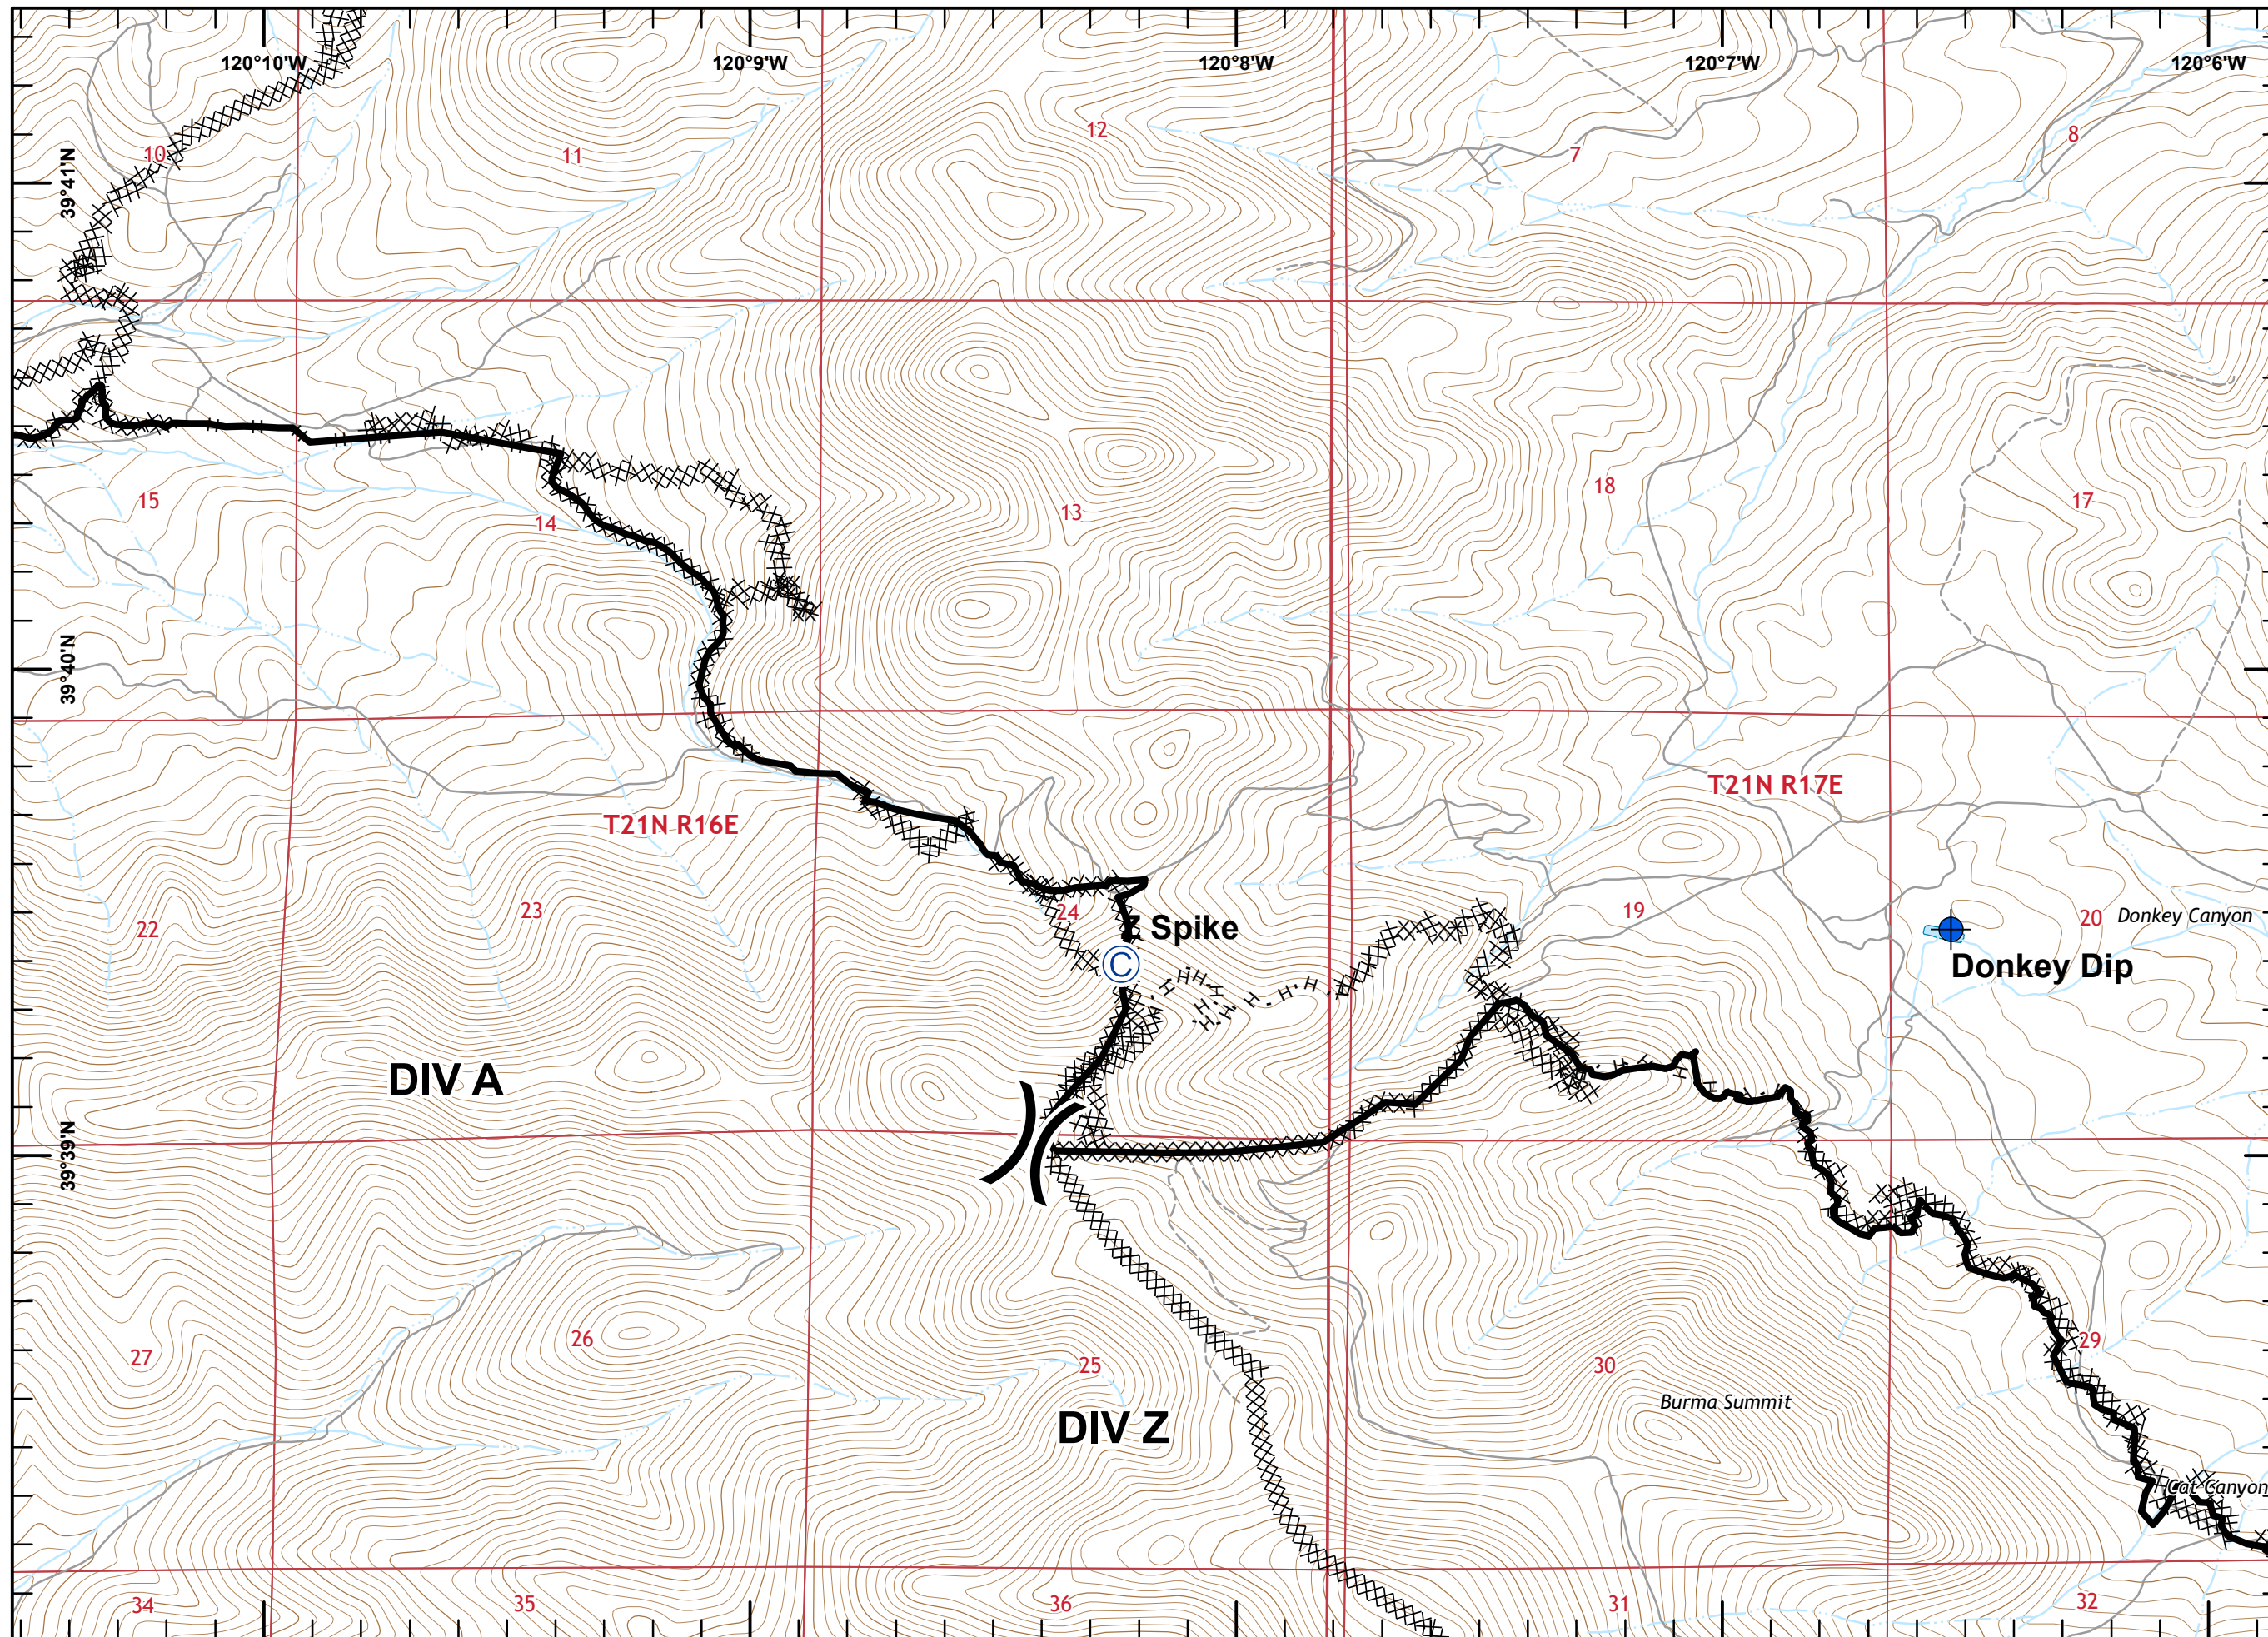 120°10'W
120°9'W
120°8'W
120°7'W
120°6'W
12
8
10
11
7
39°41'N
18
15
17
13
14
39°40'N
T21N R17E
T21N R16E
23
24
19
20
Donkey Canyon
22
Z Spike
C
Donkey Dip
DIV A
39°39'N
26
29
27
25
30
Burma Summit
DIV Z
Cat Canyon
34
35
36
31
32